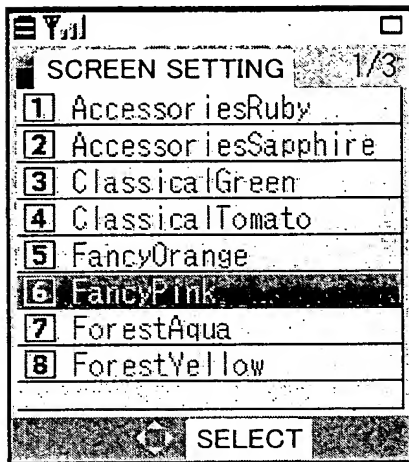 SCREEN SETTING 1/3
1 AccessoriesRuby
2 AccessoriesSapphire
3 ClassicalGreen
4 ClassicalTomato
5 FancyOrange
6 FancyPink
7 ForestAqua
8 ForestYellow
SELECT